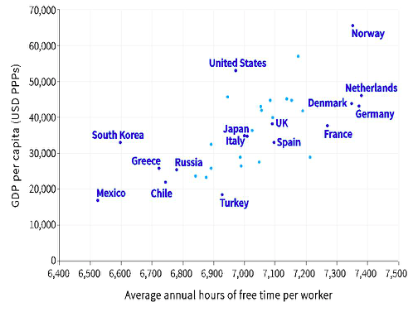 70,000
Norway
60,000
United States
50,000
Netherlands
Denmark
Germany
40,000
UK
South Korea
Japan
France
Italy
Spain
30,000
Greece
Russia
20,000
Mexico
Chile
Turkey
10,000
0
6,400 6,500 6,600 6,700 6,800 6,900 7,000 7,100 7,200 7,300 7,400 7,500
Average annual hours of free time per worker
GDP per capita (USD PPPs)